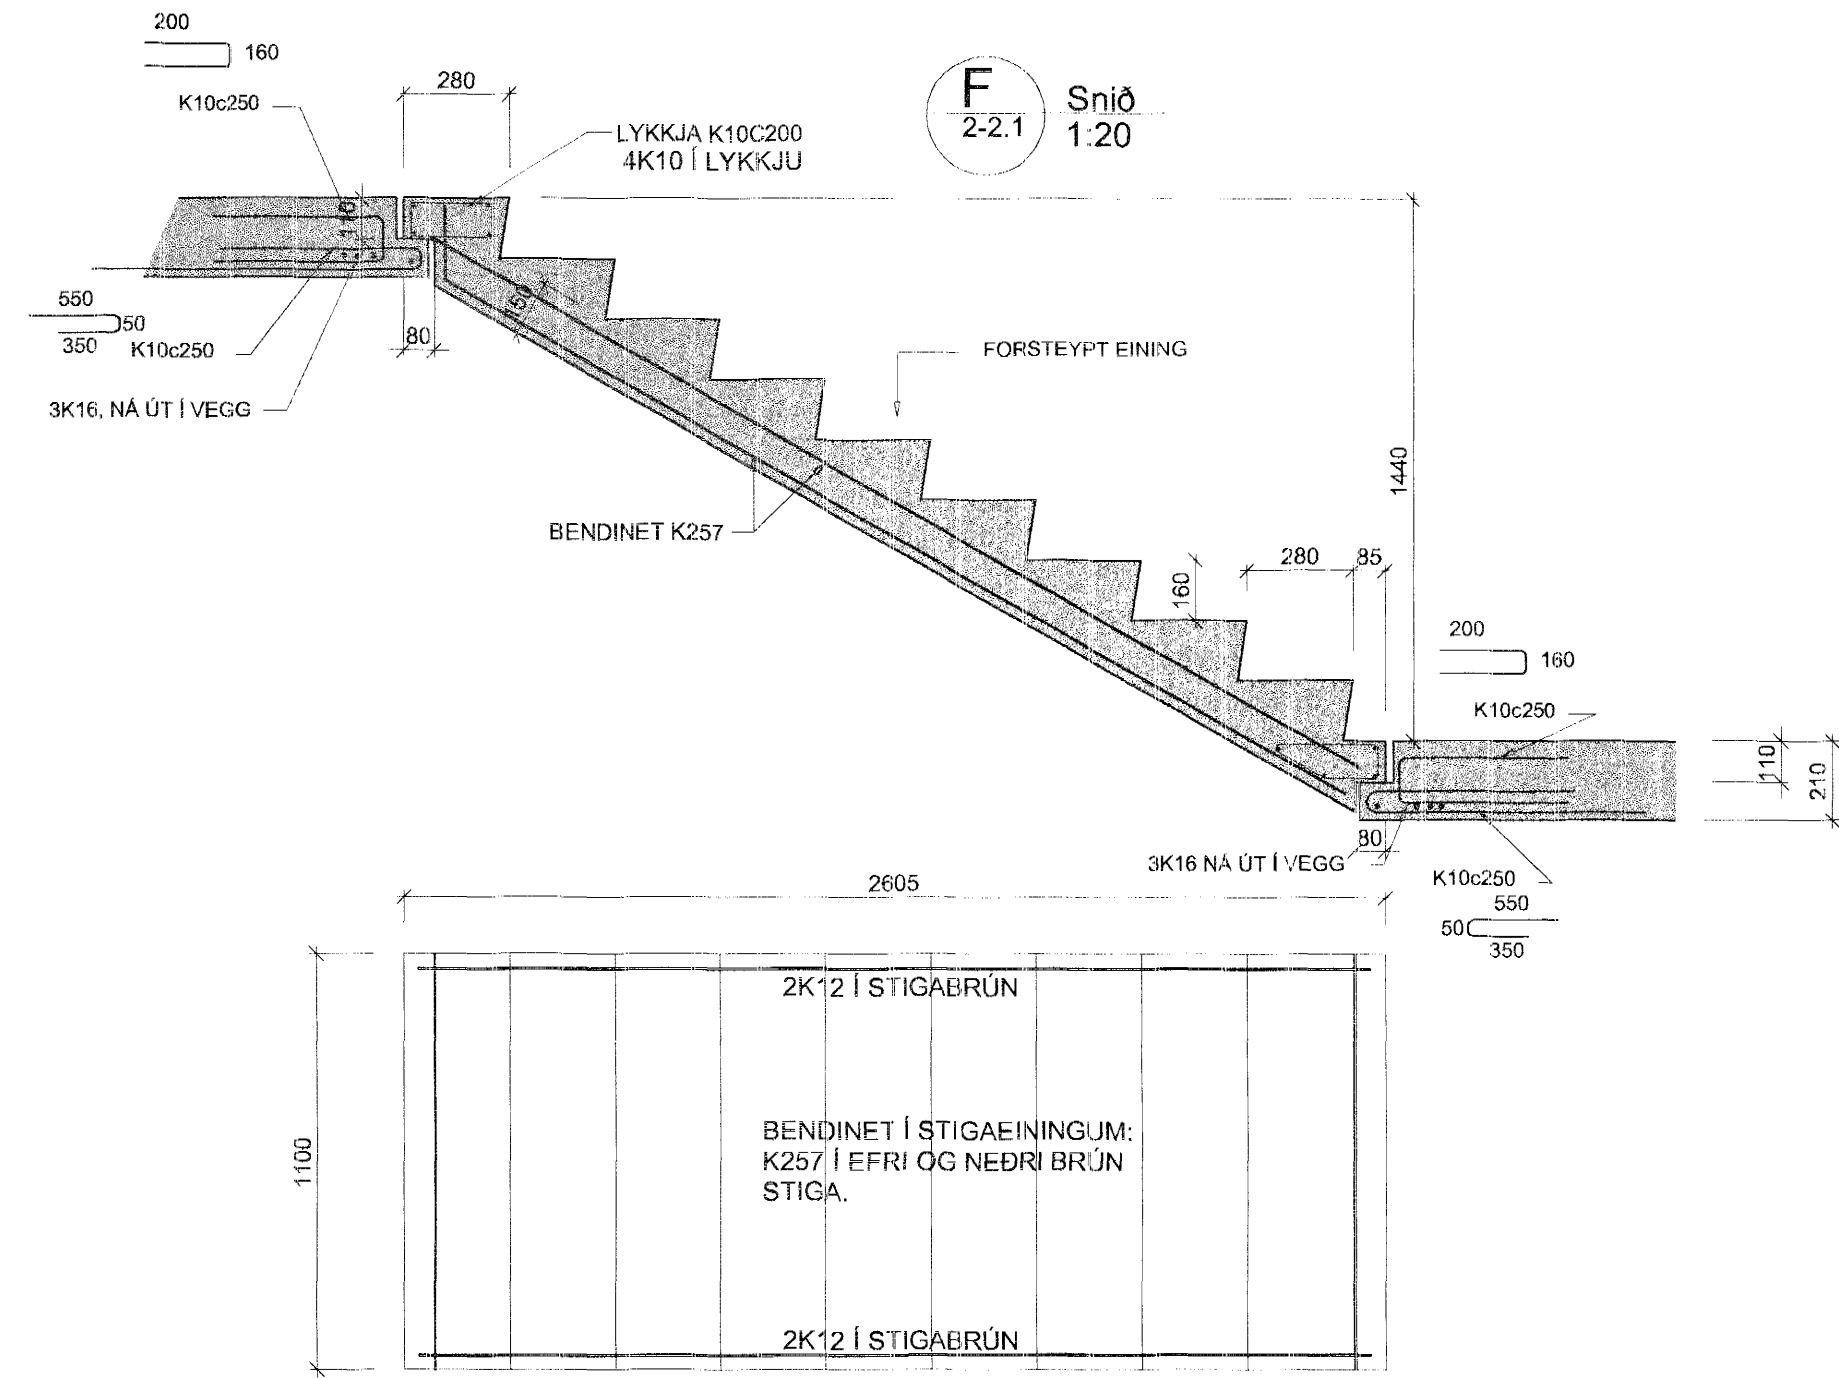 200
160
K10c250
280
LYKKJA K10C200
4K10 Í LYKKJU
F
2-2.1
Snið
1:20
110
550
50
350
K10c250
80
150
3K16, NÁ ÚT Í VEGG
FORSTEYPT EINING
BENDINET K257
1440
280
85
160
200
160
K10c250
110
210
80
3K16 NÁ ÚT Í VEGG
K10c250
550
50
350
2605
1100
2K12 Í STIGABRÚN
BENDINET Í STIGAEININGUM:
K257 Í EFRI OG NEÐRI BRÚN
STIGA.
2K12 Í STIGABRÚN